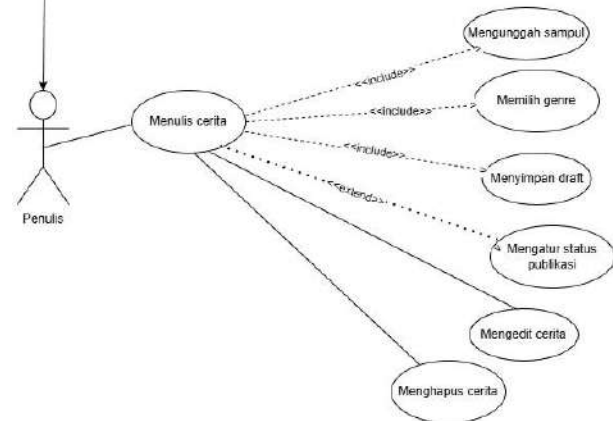 Mengunggah sampul
<<include>>
Memilih genre
<<include>>
Menulis cerita
<<include>>
Menyimpan draft
<<extend>>
Penulis
Mengatur status
publikasi
Mengedit cerita
Menghapus cerita